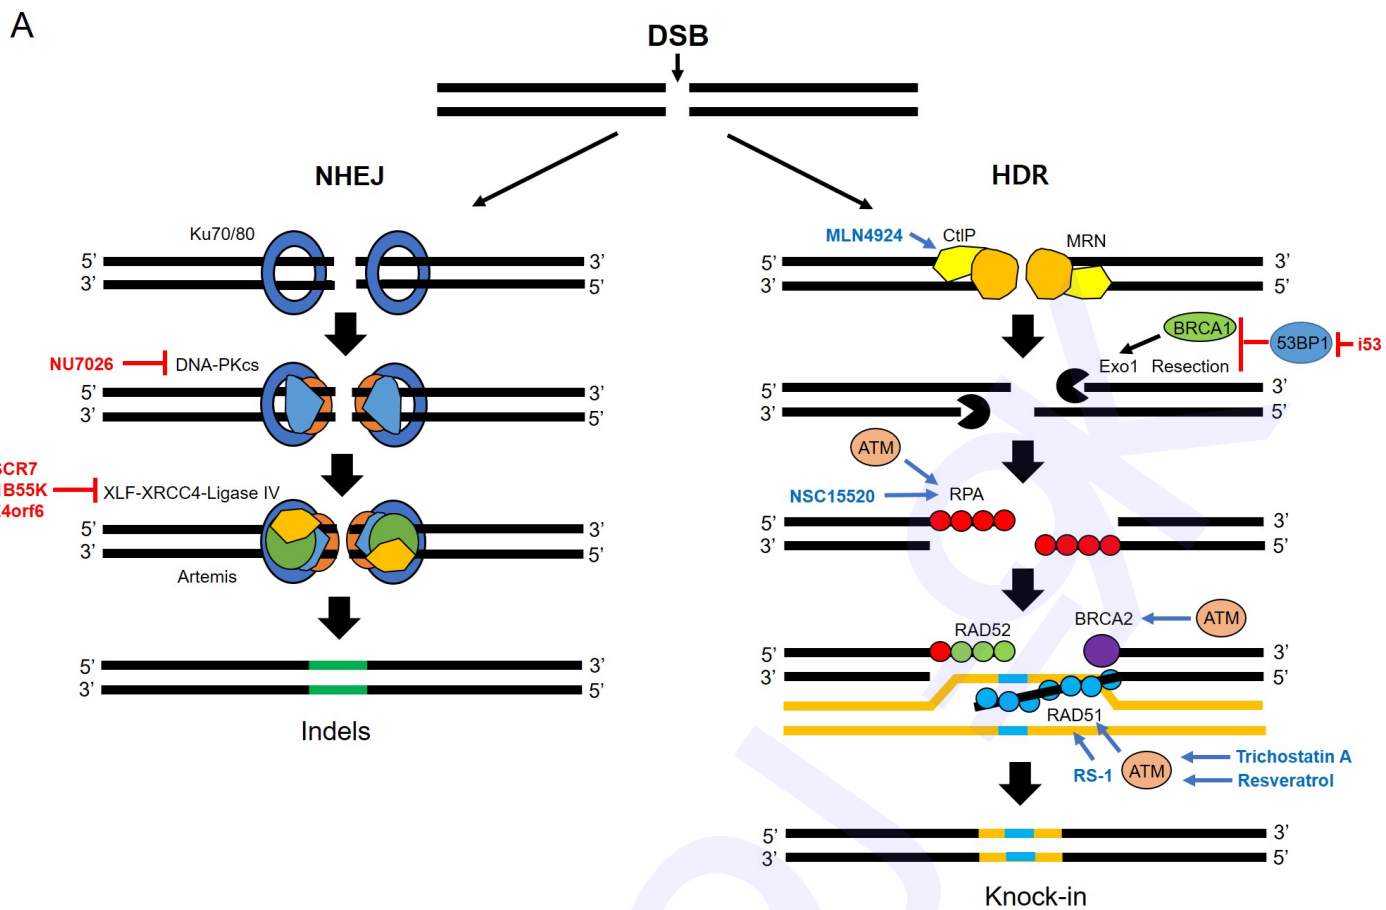 A
DSB
NHEJ
HDR
Ku70/80
5’ 3’
3’ 5’
MLN4924 CtIP MRN
5’ 3’
3’ 5’
NU7026 DNA-PKcs
5’ 3’
3’ 5’
BRCA1 53BP1 i53
Exo1 Resection
5’ 3’
3’ 5’
SCR7
1B55K
E4orf6
XLF-XRCC4-Ligase IV
5’ 3’
3’ 5’
Artemis
ATM
NSC15520 RPA
5’ 3’
3’ 5’
5’ 3’
3’ 5’
Indels
RAD52 BRCA2 ATM
5’ 3’
3’ 5’
RAD51
RS-1 ATM Trichostatin A
Resveratrol
5’ 3’
3’ 5’
Knock-in